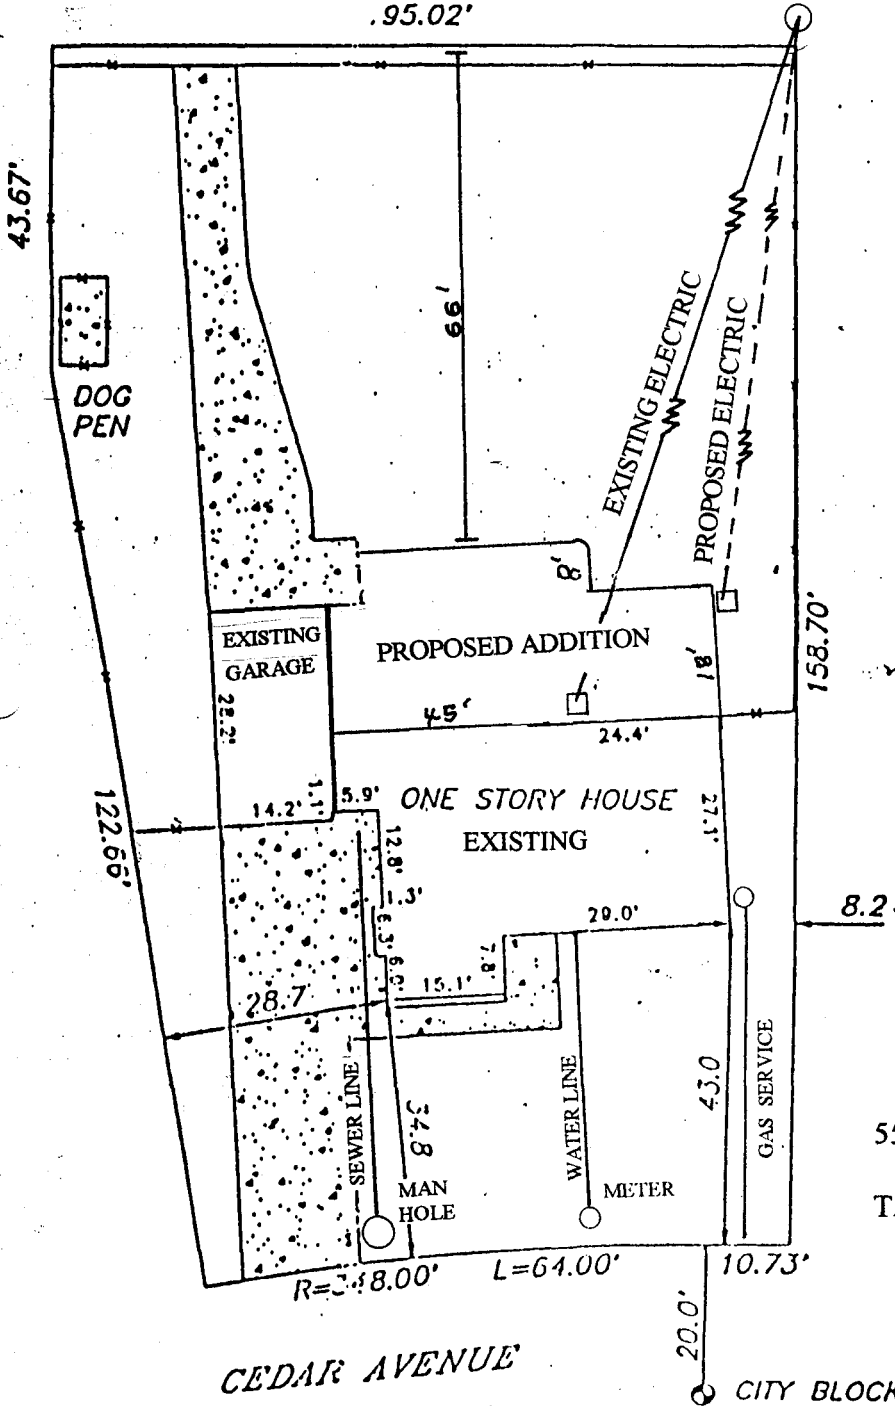 .95.02'
43.67'
DOG
PEN
66'
EXISTING ELECTRIC
PROPOSED ELECTRIC
8'
158.70'
EXISTING
GARAGE
PROPOSED ADDITION
18'
28.2'
45'
24.4'
122.66'
14.2'
1.1'
5.9'
ONE STORY HOUSE
EXISTING
27.1'
12.8'
1.3'
6.3'
29.0'
8.2
7.8'
15.1'
28.7
SEWER LINE
34.8
WATER LINE
43.0
GAS SERVICE
MAN
HOLE
METER
55
T
8.00'
L=64.00'
10.73'
20.0'
CEDAR AVENUE
CITY BLOCK